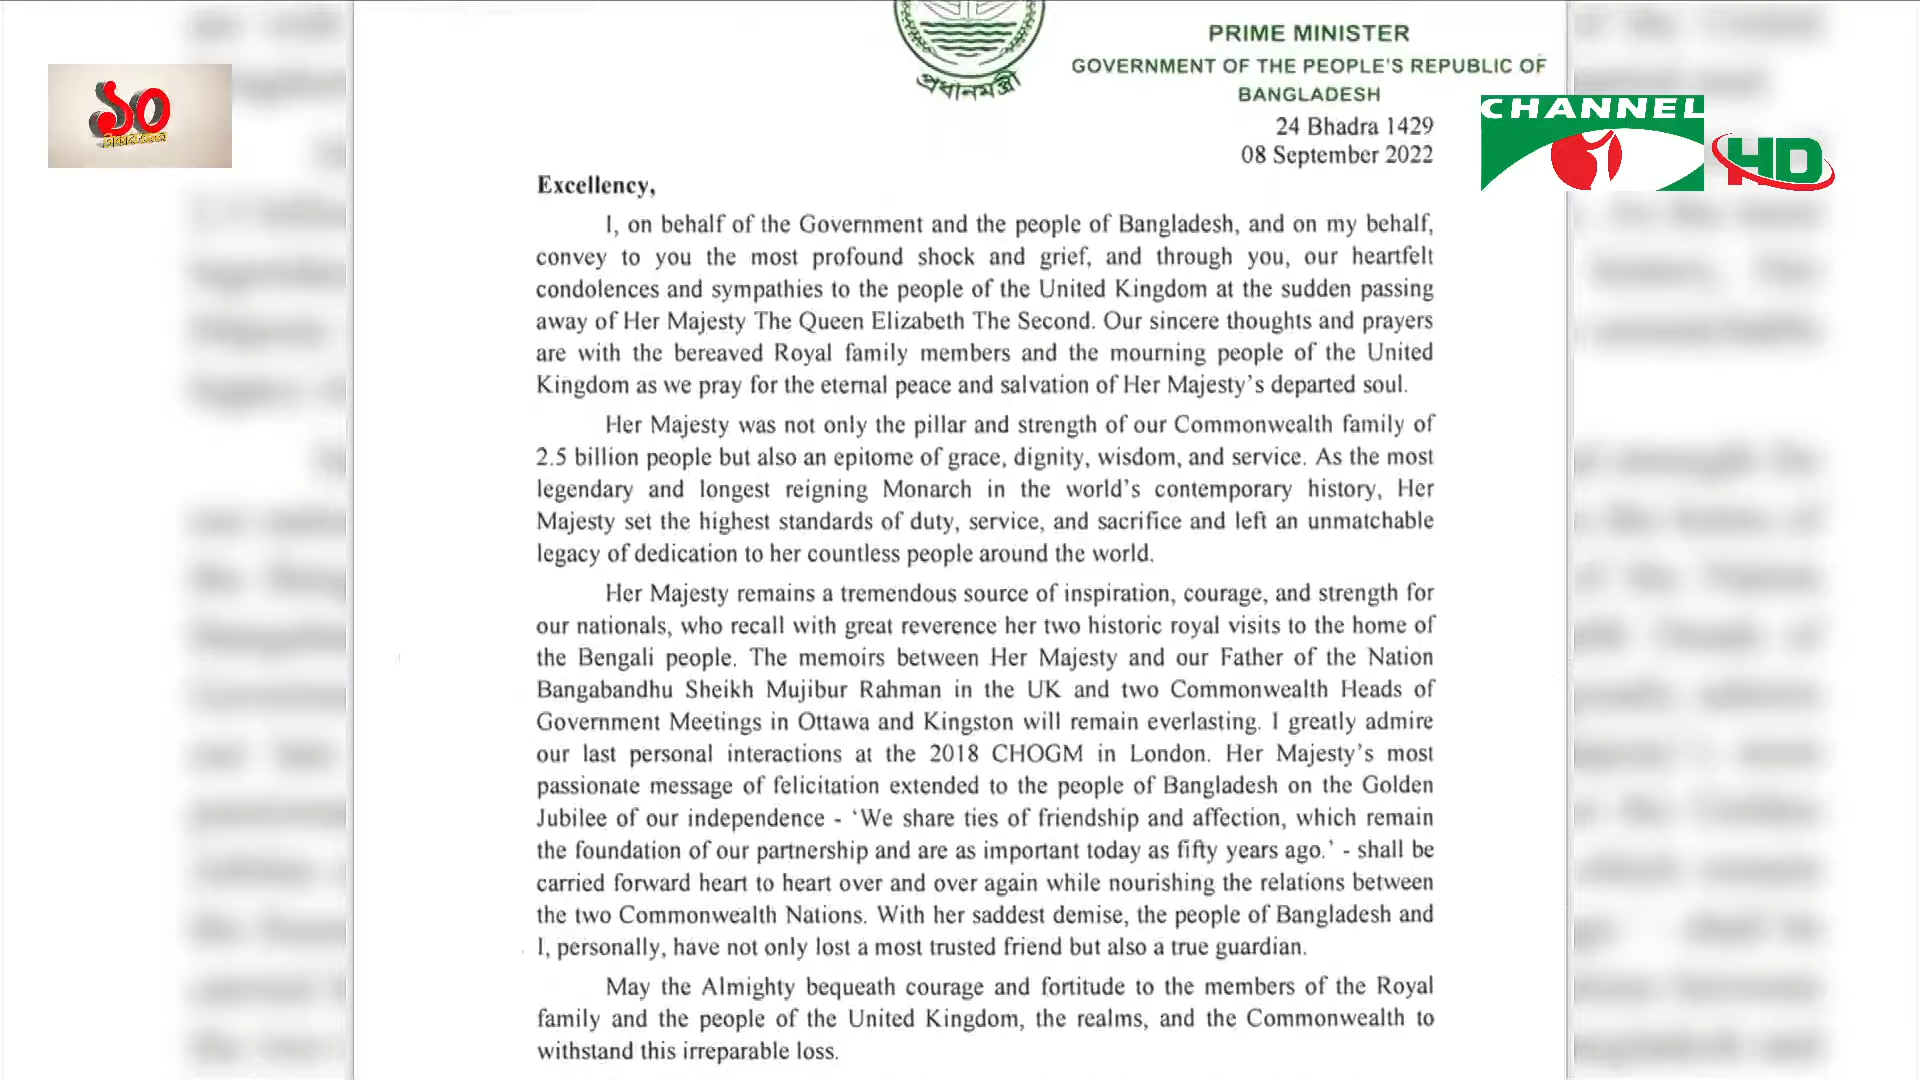 PRIME MINISTER
GOVERNMENT OF THE PEOPLE'S REPUBLIC OF
BANGLADESH
প্রধানমন্ত্রী
১০
CHANNEL
HD
24 Bhadra 1429
08 September 2022
Excellency,
I, on behalf of the Government and the people of Bangladesh, and on my behalf,
convey to you the most profound shock and grief, and through you, our heartfelt
condolences and sympathies to the people of the United Kingdom at the sudden passing
away of Her Majesty The Queen Elizabeth The Second. Our sincere thoughts and prayers
are with the bereaved Royal family members and the mourning people of the United
Kingdom as we pray for the eternal peace and salvation of Her Majesty's departed soul.
Her Majesty was not only the pillar and strength of our Commonwealth family of
2.5 billion people but also an epitome of grace, dignity, wisdom, and service. As the most
legendary and longest reigning Monarch in the world's contemporary history, Her
Majesty set the highest standards of duty, service, and sacrifice and left an unmatchable
legacy of dedication to her countless people around the world.
Her Majesty remains a tremendous source of inspiration, courage, and strength for
our nationals, who recall with great reverence her two historic royal visits to the home of
the Bengali people. The memoirs between Her Majesty and our Father of the Nation
Bangabandhu Sheikh Mujibur Rahman in the UK and two Commonwealth Heads of
Government Meetings in Ottawa and Kingston will remain everlasting. I greatly admire
our last personal interactions at the 2018 CHOGM in London. Her Majesty's most
passionate message of felicitation extended to the people of Bangladesh on the Golden
Jubilee of our independence - 'We share ties of friendship and affection, which remain
the foundation of our partnership and are as important today as fifty years ago.' - shall be
carried forward heart to heart over and over again while nourishing the relations between
the two Commonwealth Nations. With her saddest demise, the people of Bangladesh and
I, personally, have not only lost a most trusted friend but also a true guardian.
May the Almighty bequeath courage and fortitude to the members of the Royal
family and the people of the United Kingdom, the realms, and the Commonwealth to
withstand this irreparable loss.